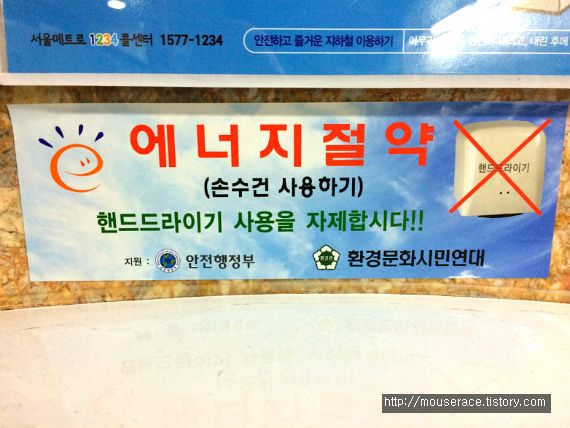 서울메트로 1234 콜센터 1577-1234
안전하고 즐거운 지하철 이용하기
내린 후에
에너지절약
(손수건 사용하기)
핸드드라이기 사용을 자제합시다!!
핸드드라이기
지원 : 안전행정부 환경문화시민연대
http://mouserace.tistory.com